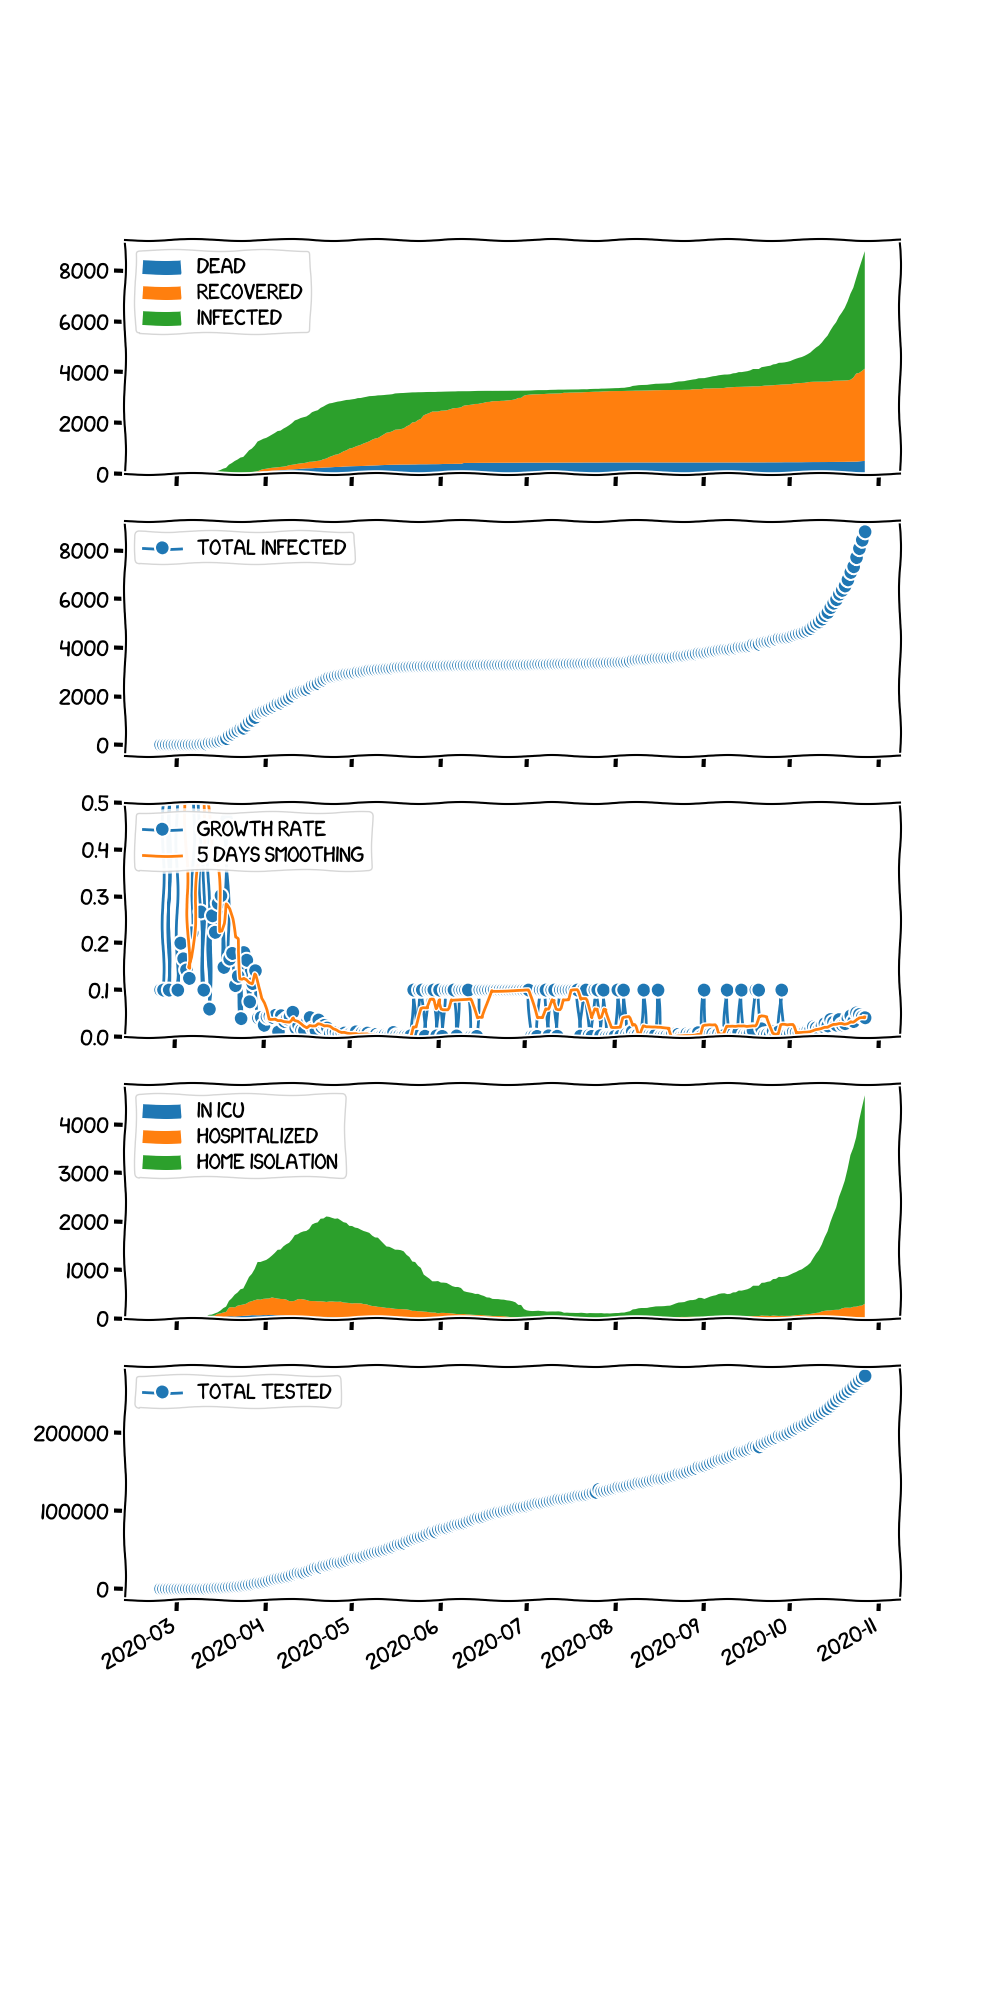 8000
6000
4000
2000
0
DEAD
RECOVERED
INFECTED
8000
6000
4000
2000
0
TOTAL INFECTED
0.5
0.4
0.3
0.2
0.1
0.0
GROWTH RATE
5 DAYS SMOOTHING
4000
3000
2000
1000
0
IN ICU
HOSPITALIZED
HOME ISOLATION
200000
100000
0
TOTAL TESTED
2020-03 2020-04 2020-05 2020-06 2020-07 2020-08 2020-09 2020-10 2020-11